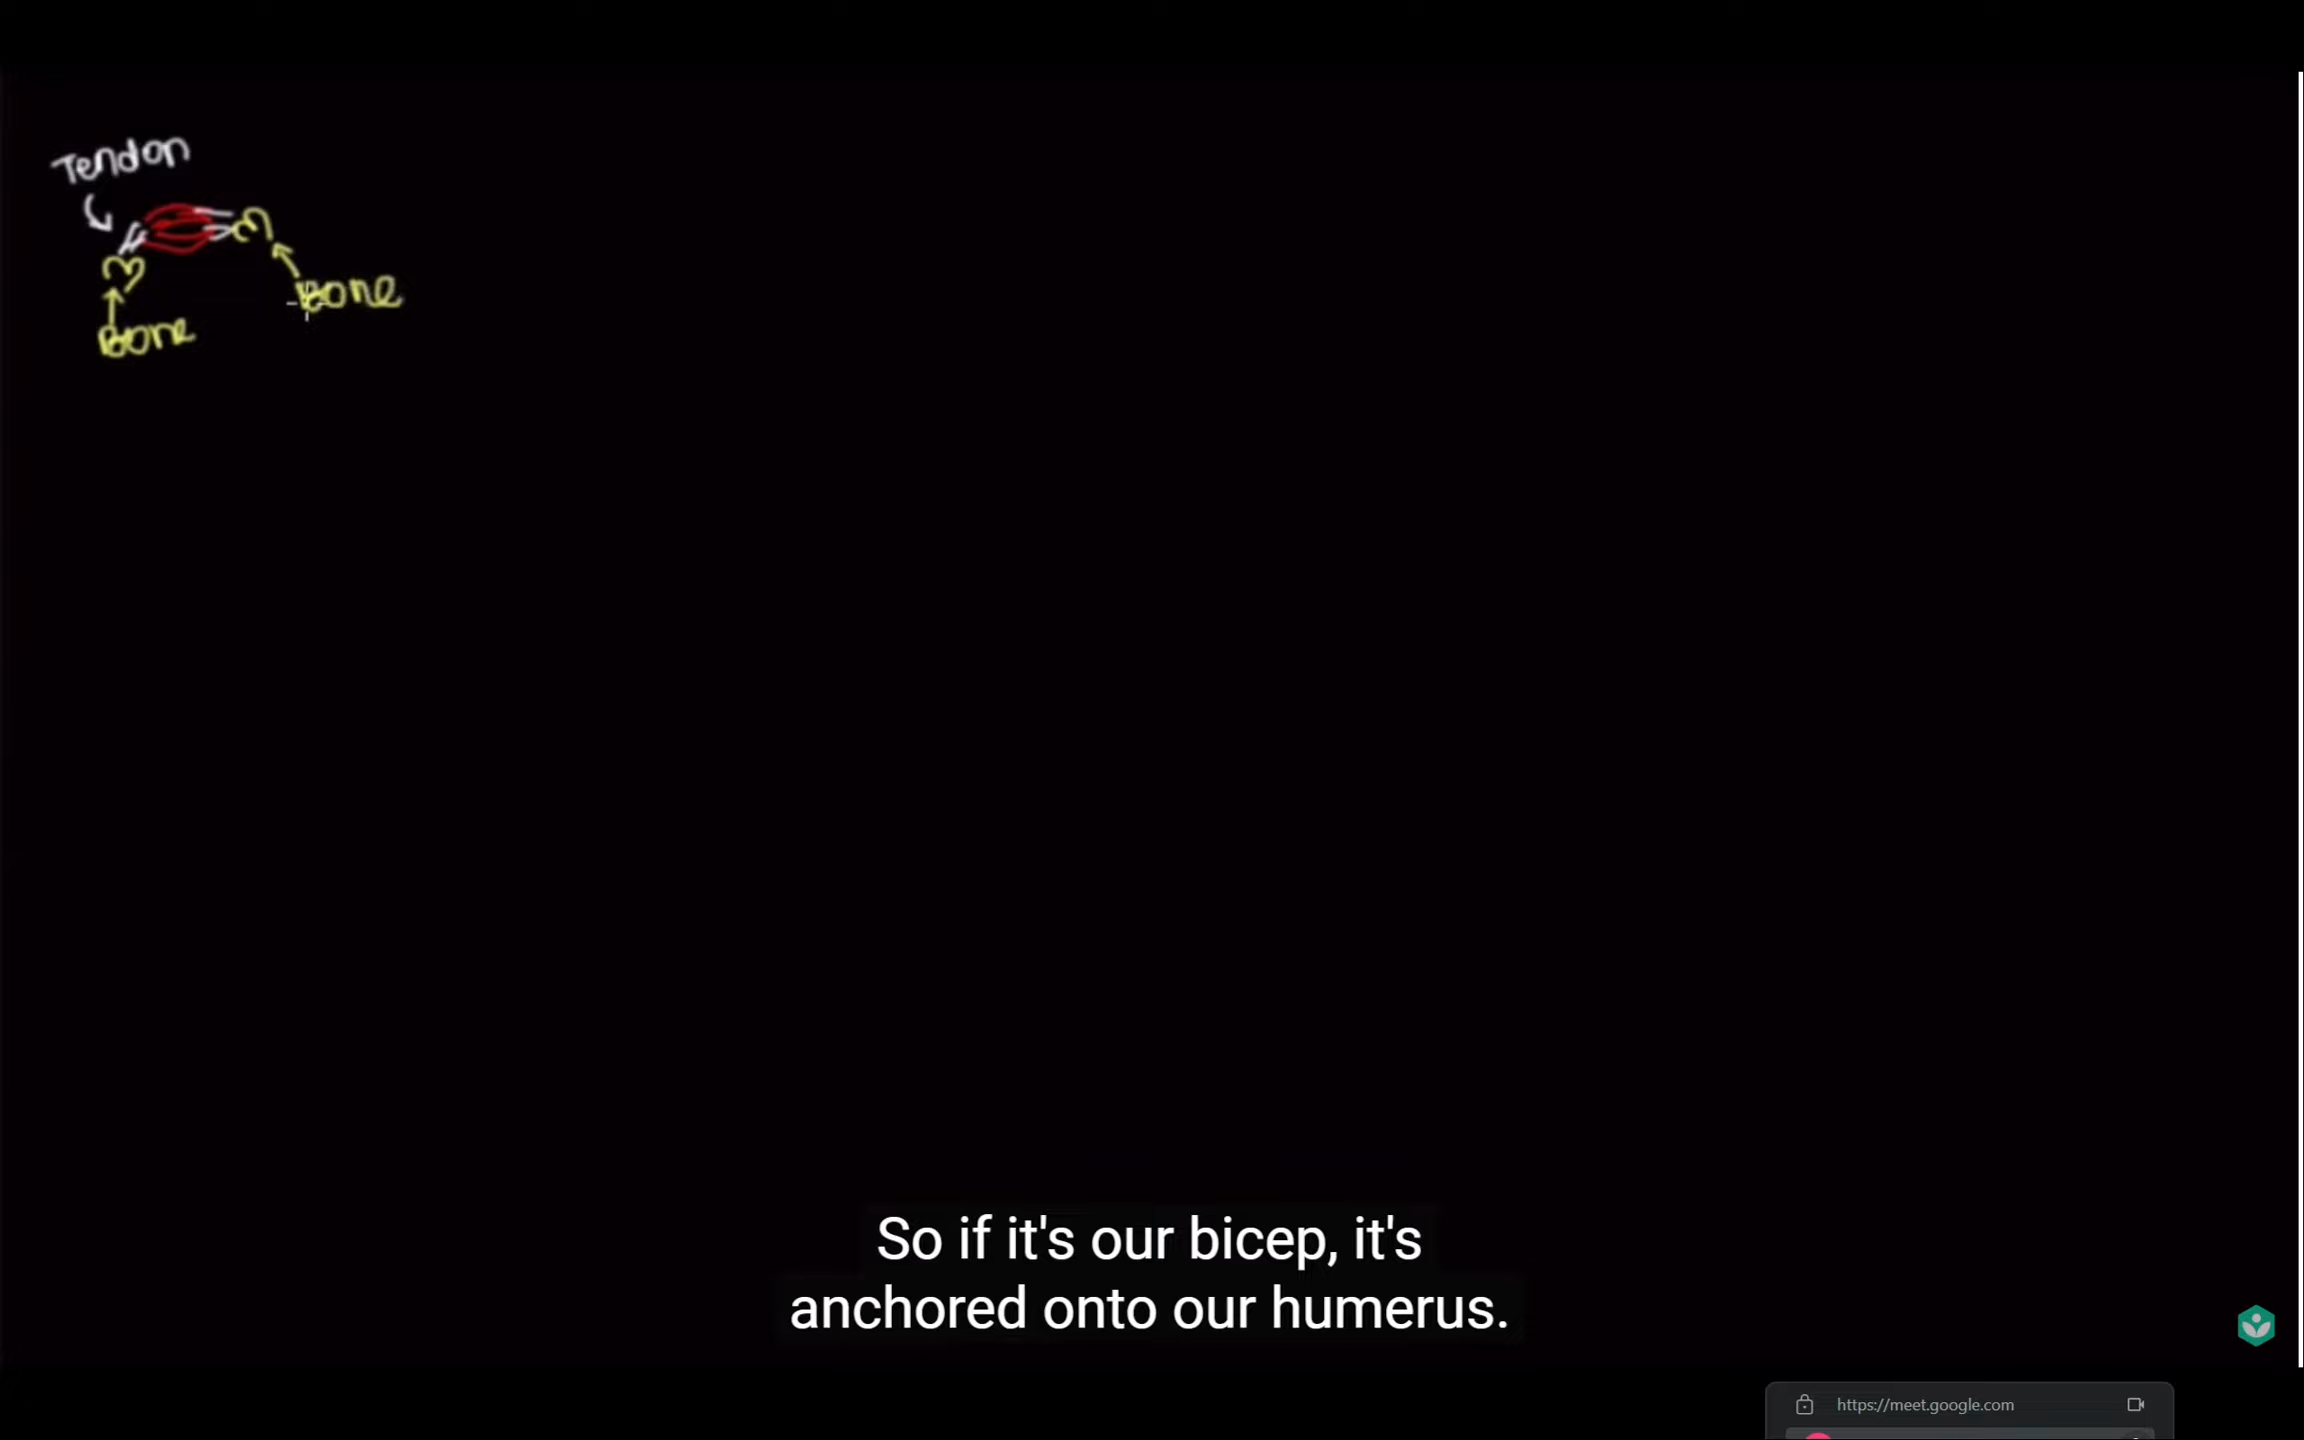 Tendon
Bone
Bone
So if it's our bicep, it's
anchored onto our humerus.
https://meet.google.com